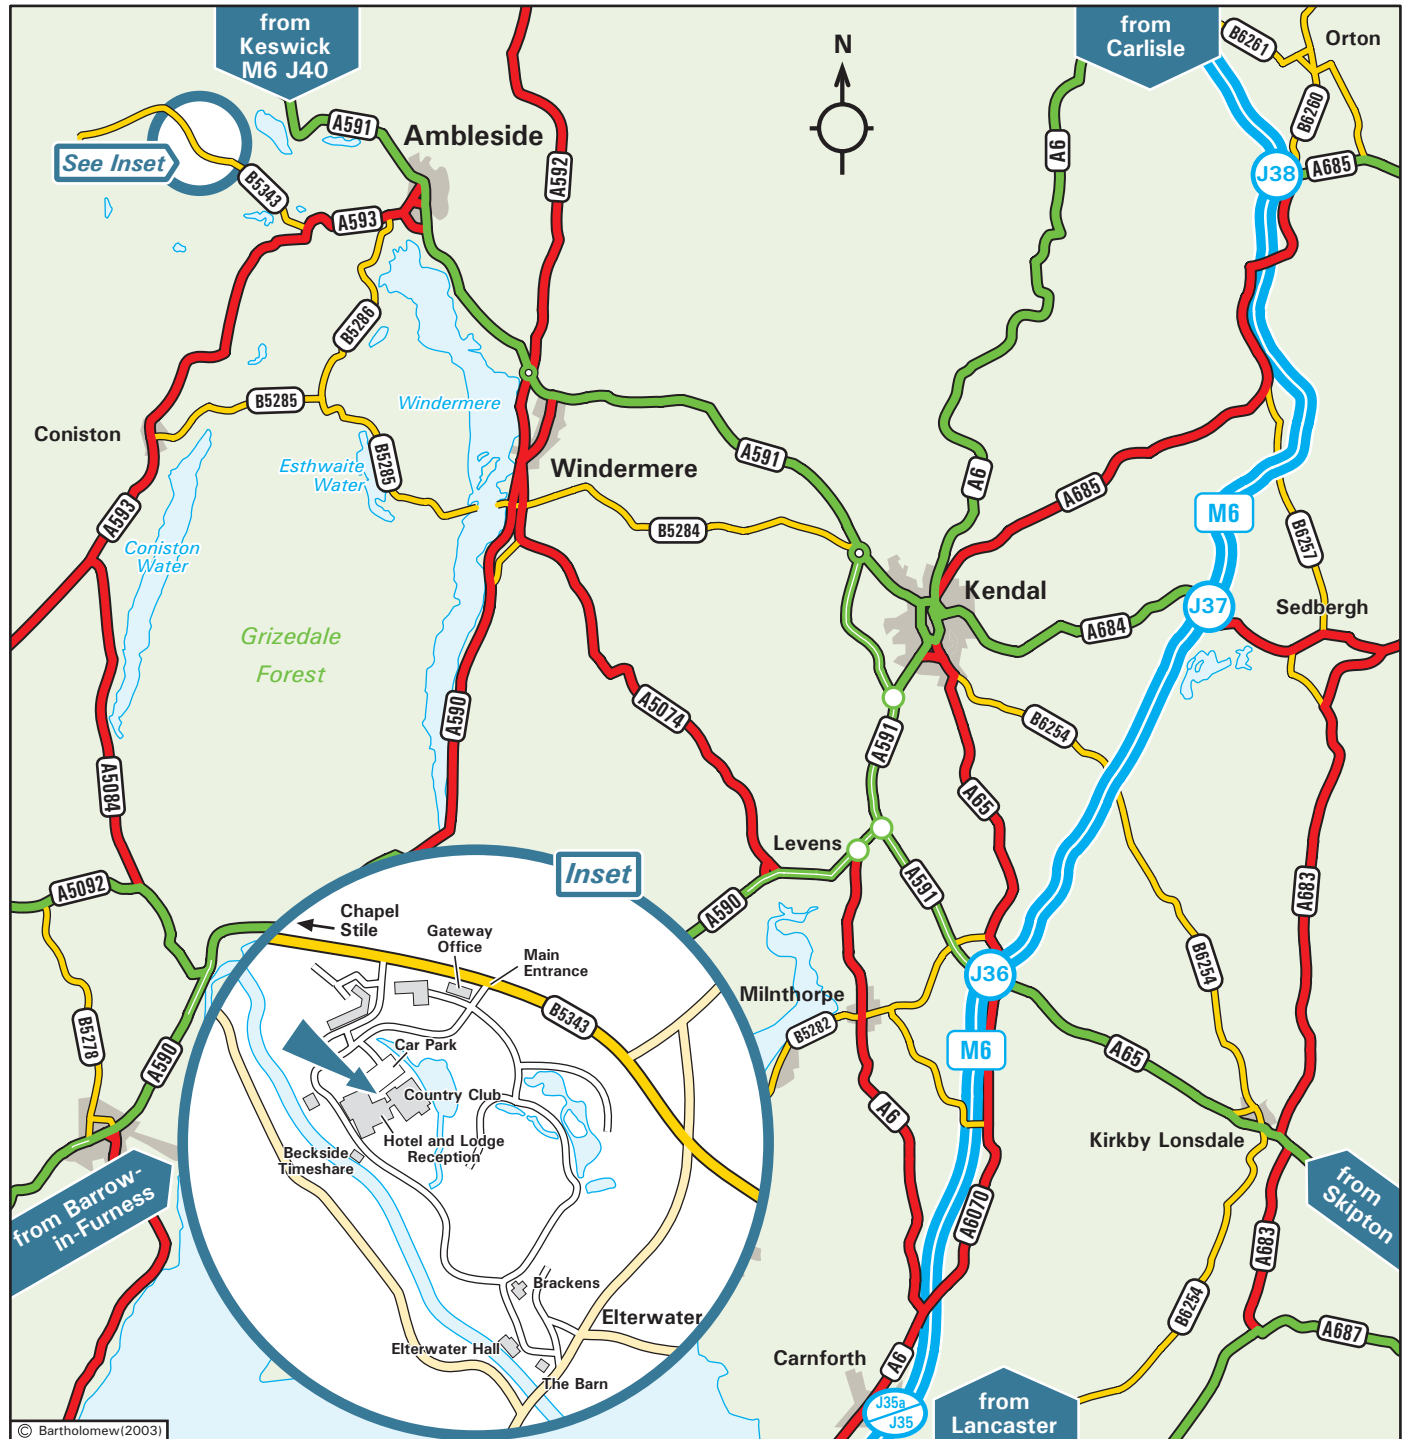 from
Keswick
M6 J40
from
Carlisle
N
B6261
Orton
B6260
A591
Ambleside
A592
A6
J38
A685
See Inset
B5343
A593
B5286
B5285
Windermere
Coniston
Esthwaite
Water
B5285
Windermere
A591
A6
A685
M6
A593
Coniston
Water
B5284
B6257
Kendal
J37
Sedbergh
A684
Grizedale
Forest
A590
A5074
A591
B6254
A5084
A65
Levens
A5092
Inset
A590
A591
A683
Chapel
Stile
Gateway
Office
Main
Entrance
B6254
J36
Milnthorpe
B5343
B5282
M6
A65
B5278
A590
Car Park
Country Club
A6
Kirkby Lonsdale
Hotel and Lodge
Reception
Beckside
Timeshare
from Barrow-
in-Furness
from
Skipton
A6070
A683
Brackens
Elterwater
B6254
A687
Elterwater Hall
Carnforth
A6
The Barn
J35a
J35
from
Lancaster
© Bartholomew(2003)